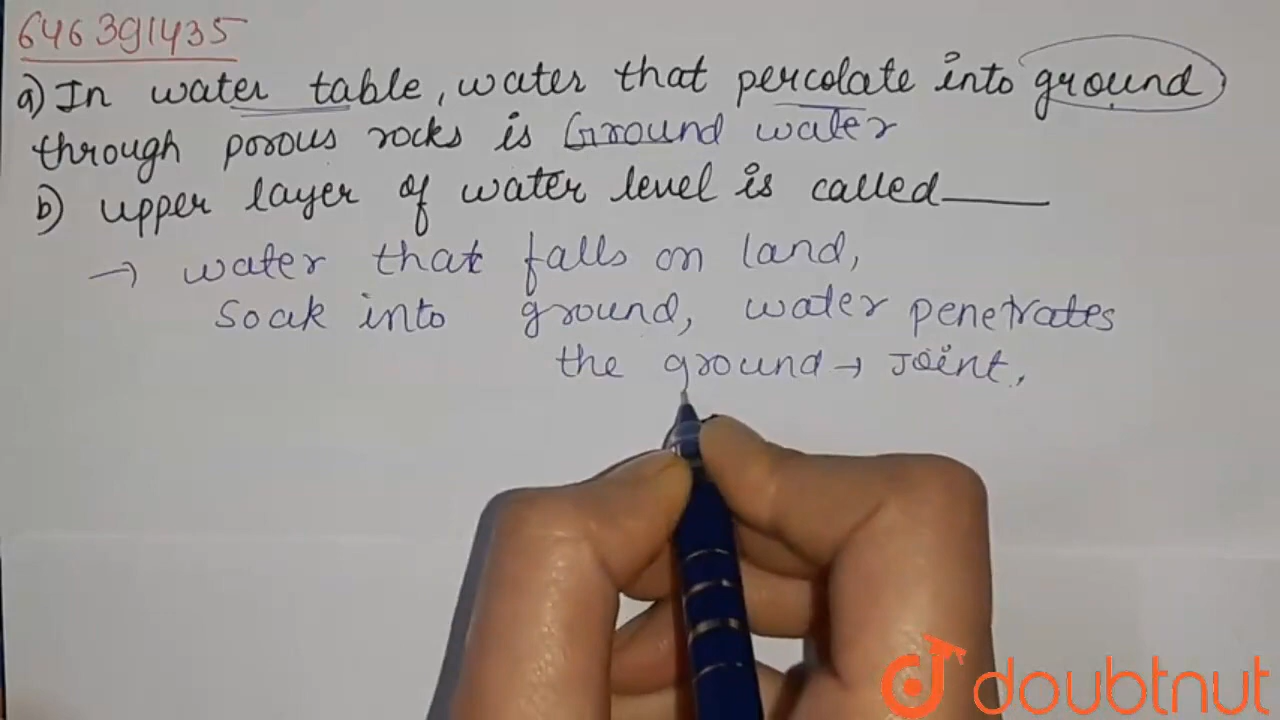 646391435
a) In water table, water that percolate into ground
through porous rocks is Ground water
b) upper layer of water level is called____
→ water that falls on land,
Soak into ground, water penetrates
the ground → Joint,
doubtnut